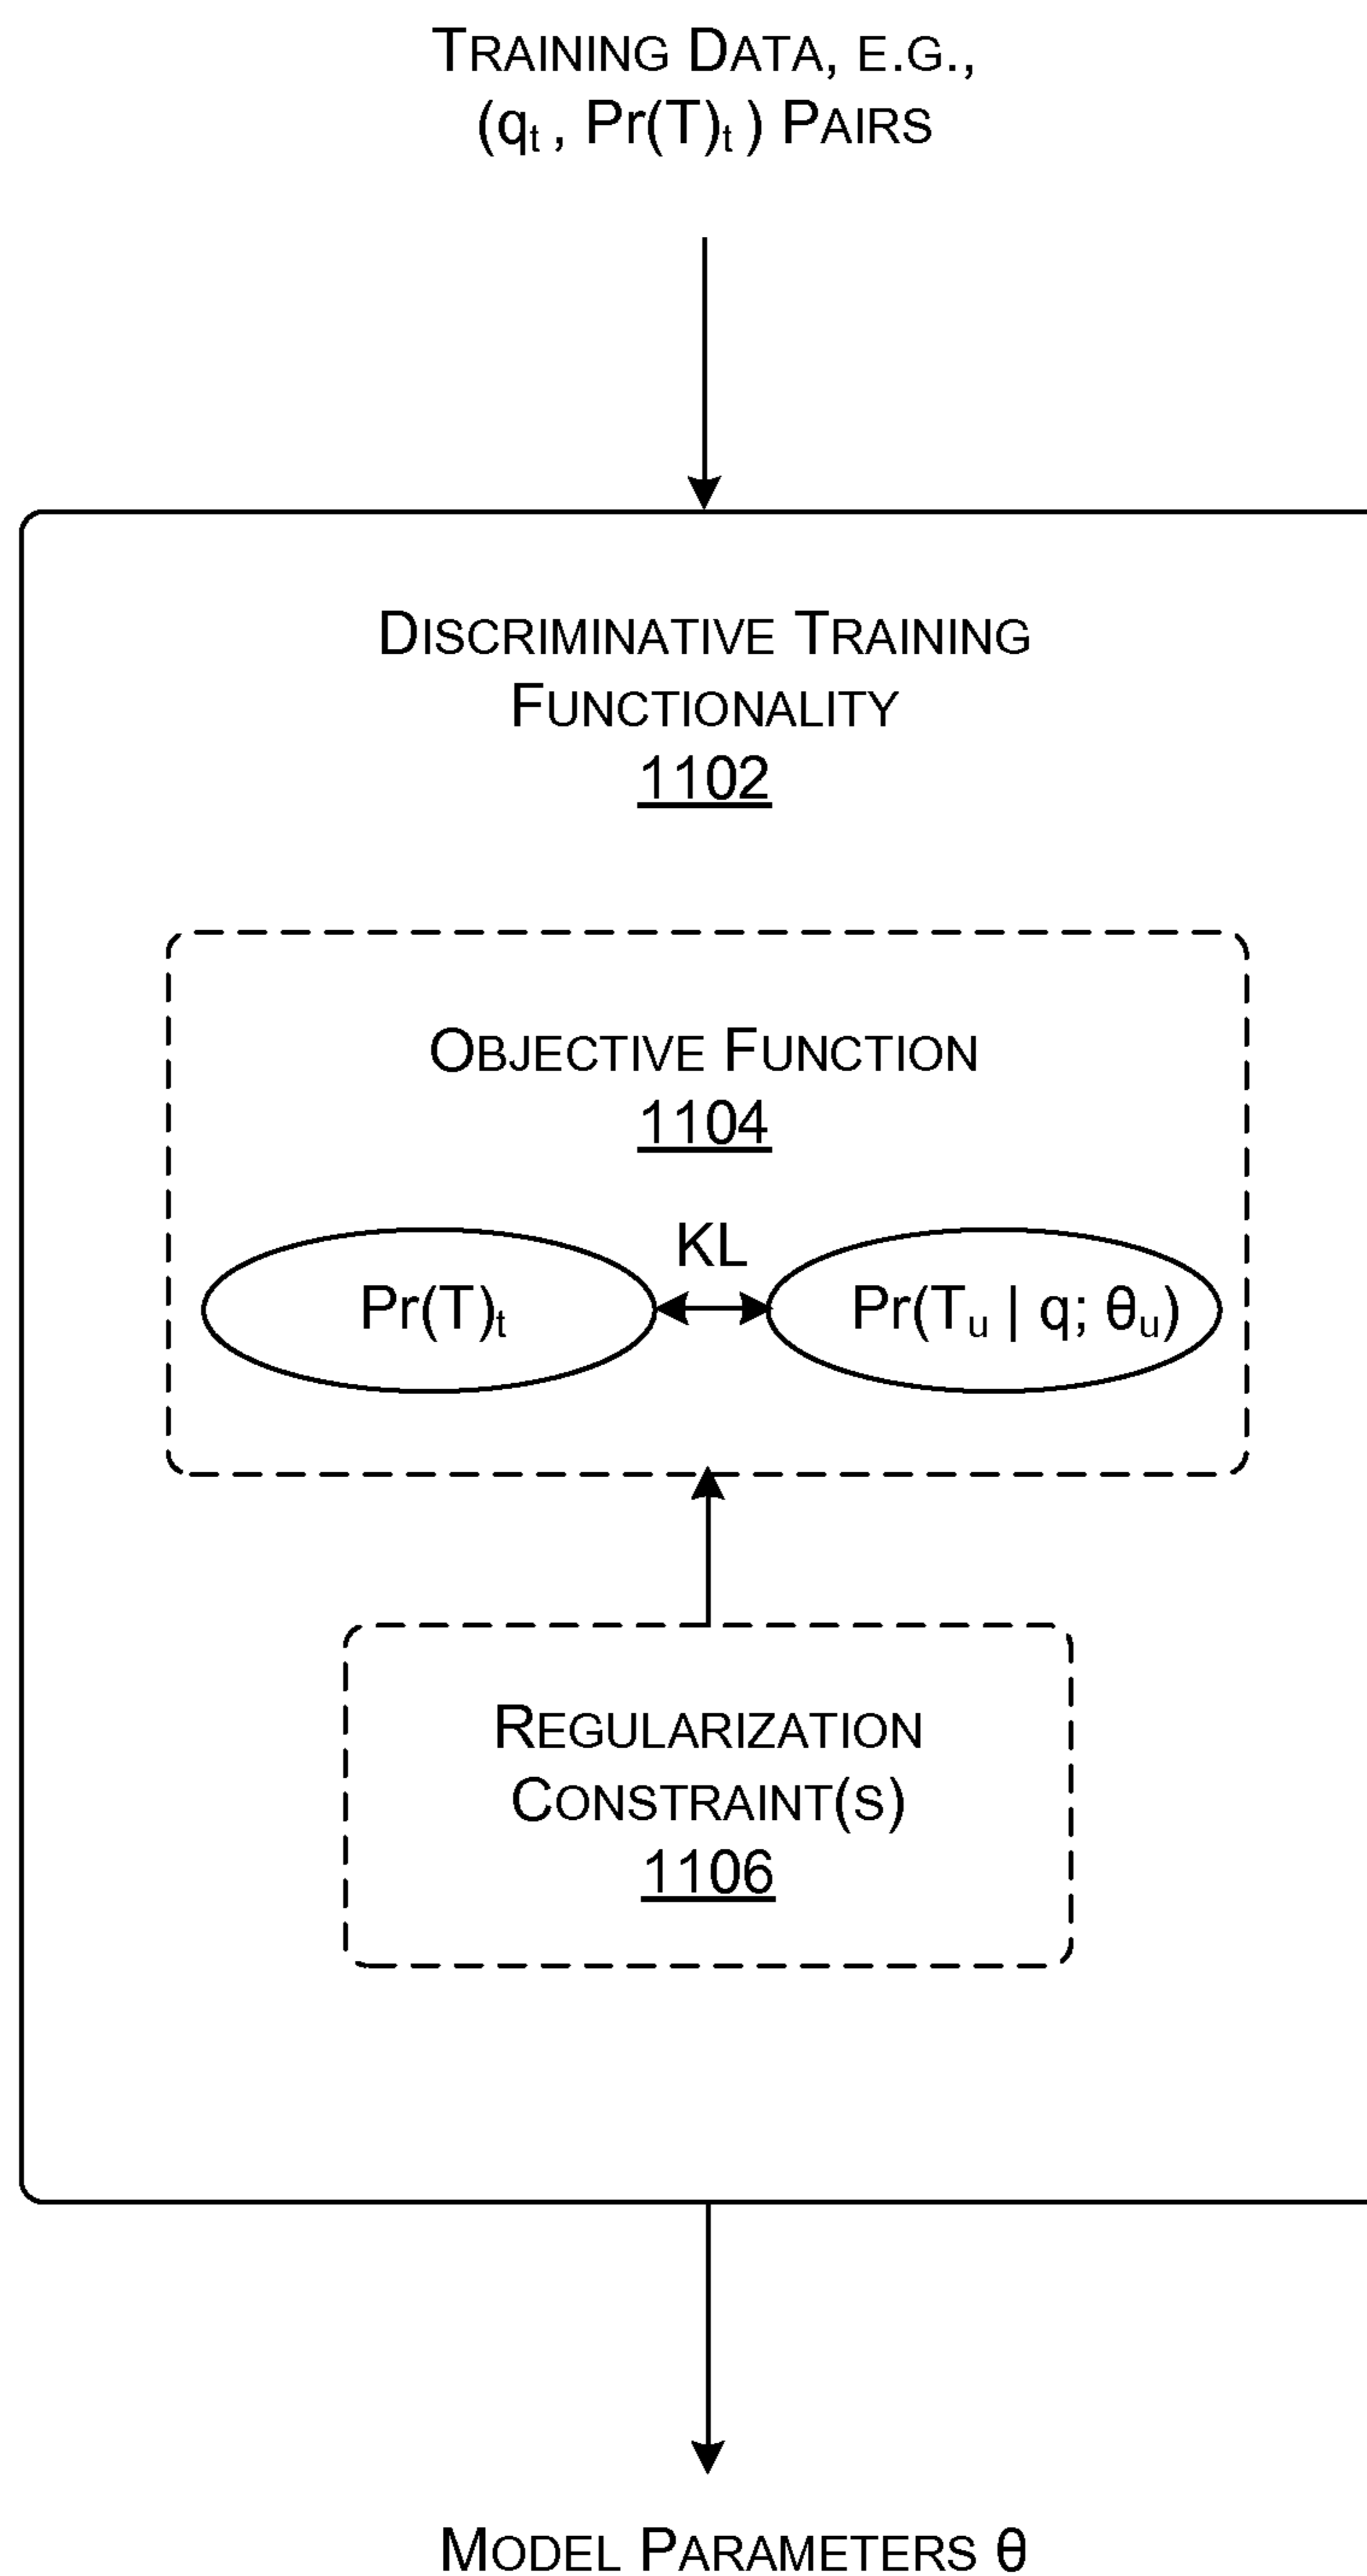 TRAINING DATA, E.G.,
(qt , Pr(T)t ) PAIRS
DISCRIMINATIVE TRAINING
FUNCTIONALITY
1102
OBJECTIVE FUNCTION
1104
KL
Pr(T)t
Pr(Tu | q; θu)
REGULARIZATION
CONSTRAINT(S)
1106
MODEL PARAMETERS θ